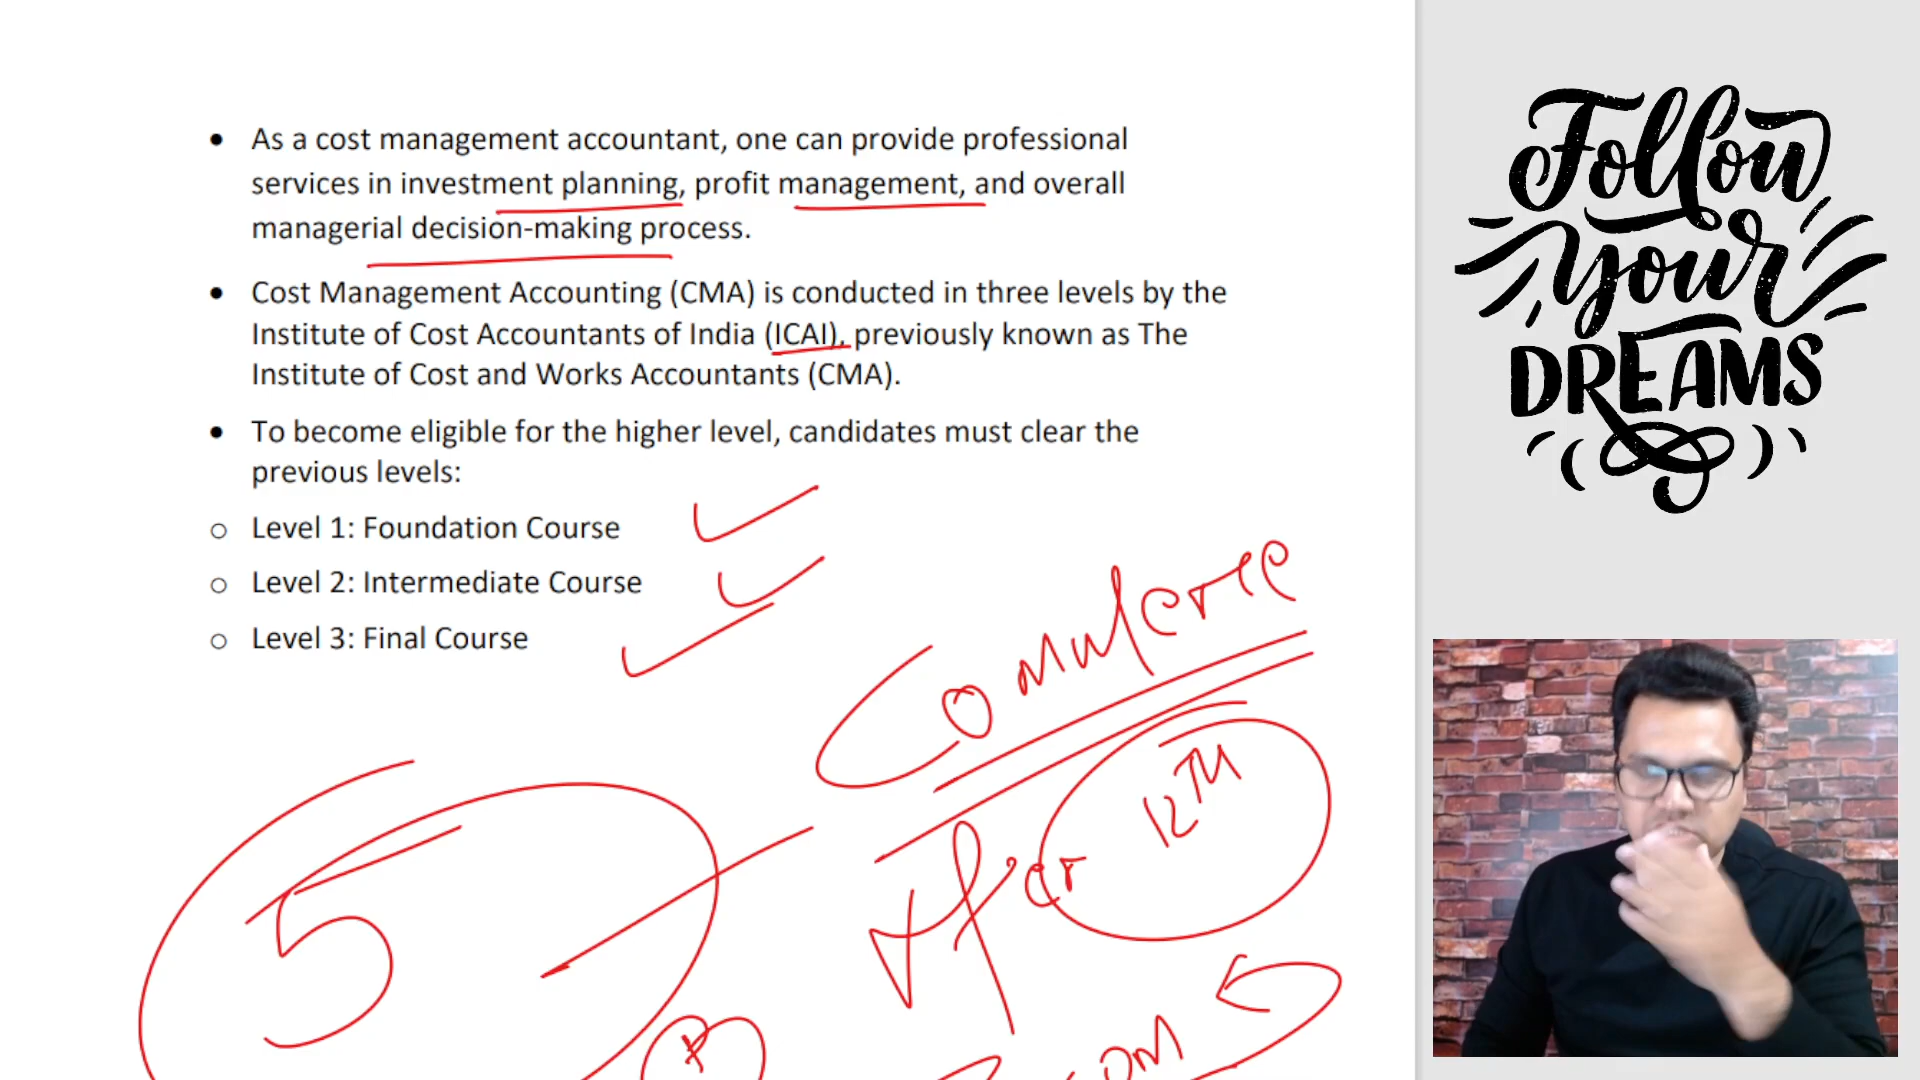 • As a cost management accountant, one can provide professional
services in investment planning, profit management, and overall
managerial decision-making process.
• Cost Management Accounting (CMA) is conducted in three levels by the
Institute of Cost Accountants of India (ICAI), previously known as The
Institute of Cost and Works Accountants (CMA).
• To become eligible for the higher level, candidates must clear the
previous levels:
o Level 1: Foundation Course
o Level 2: Intermediate Course
o Level 3: Final Course
12TH
5
Follow
Your
DREAMS